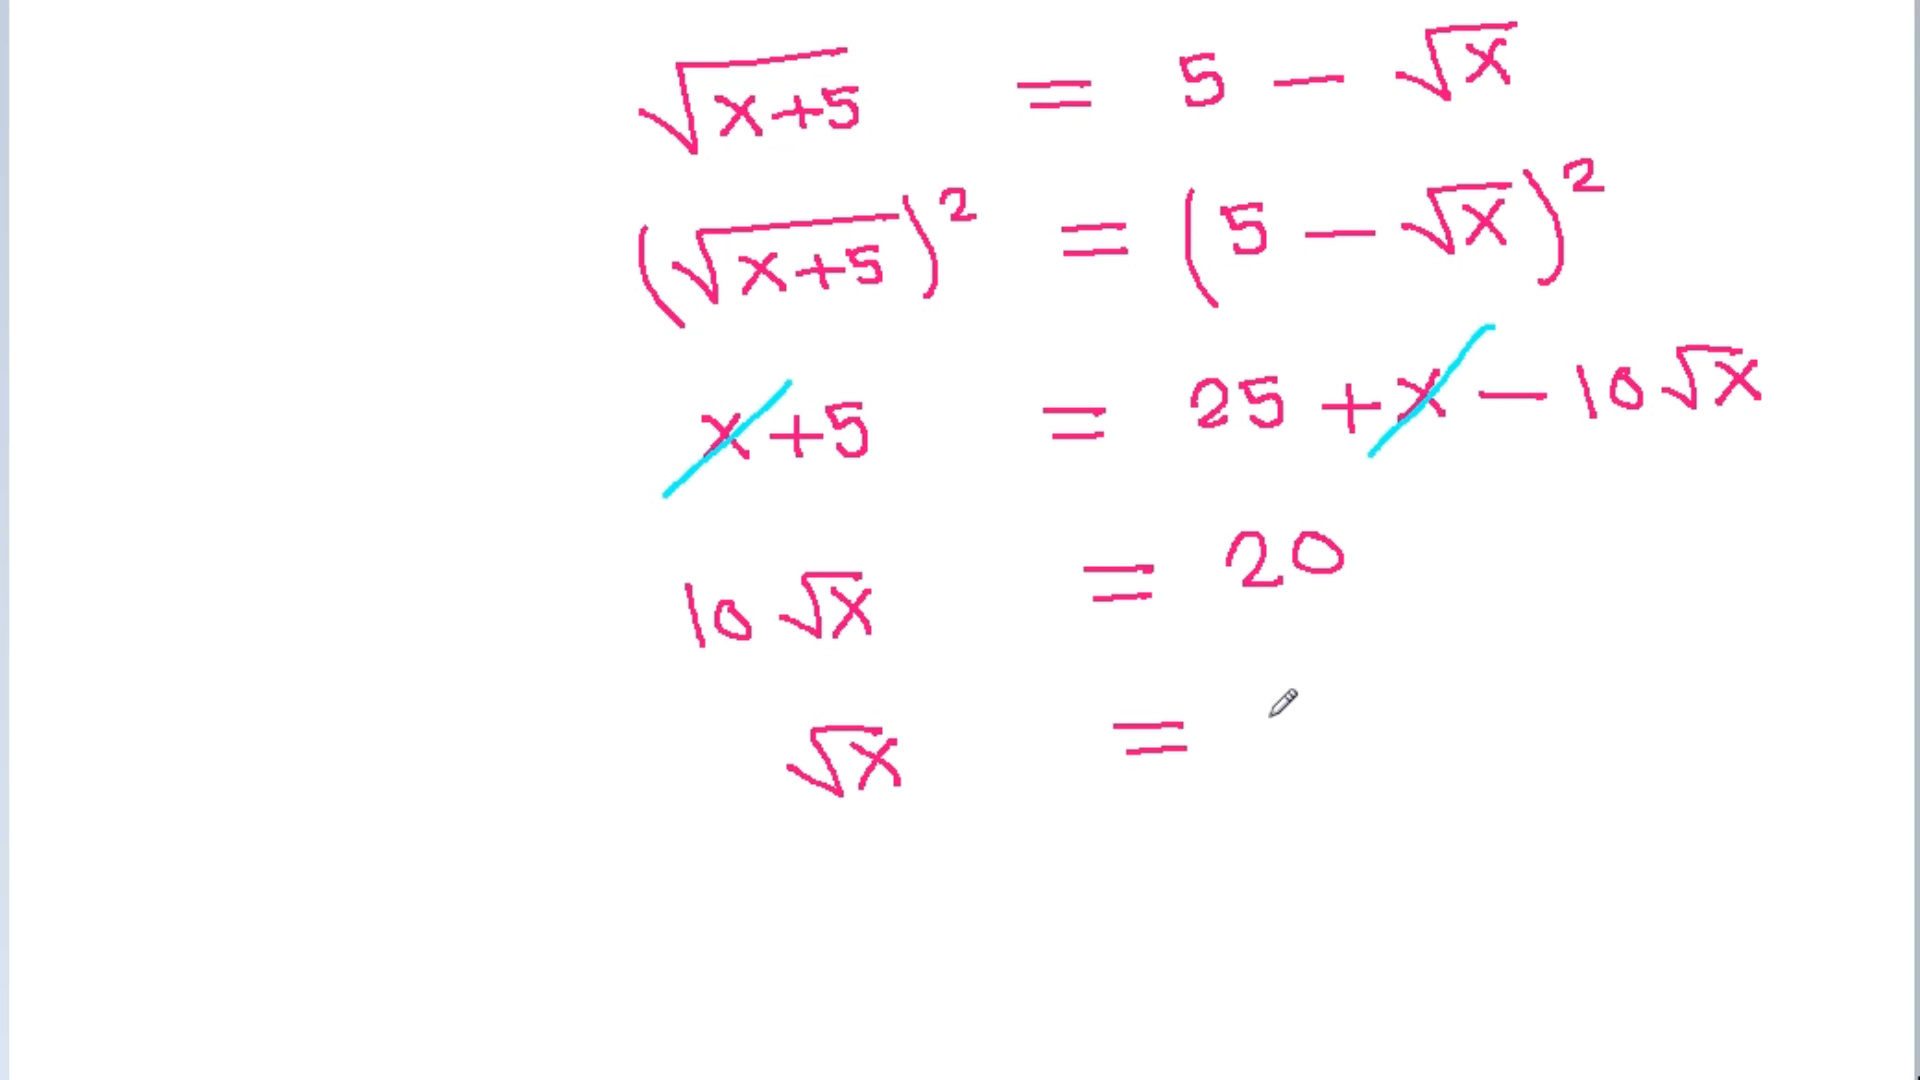 √(x+5) = 5 - √x
(√(x+5))² = (5 - √x)²
x+5 = 25 + x - 10√x
10√x = 20
√x =